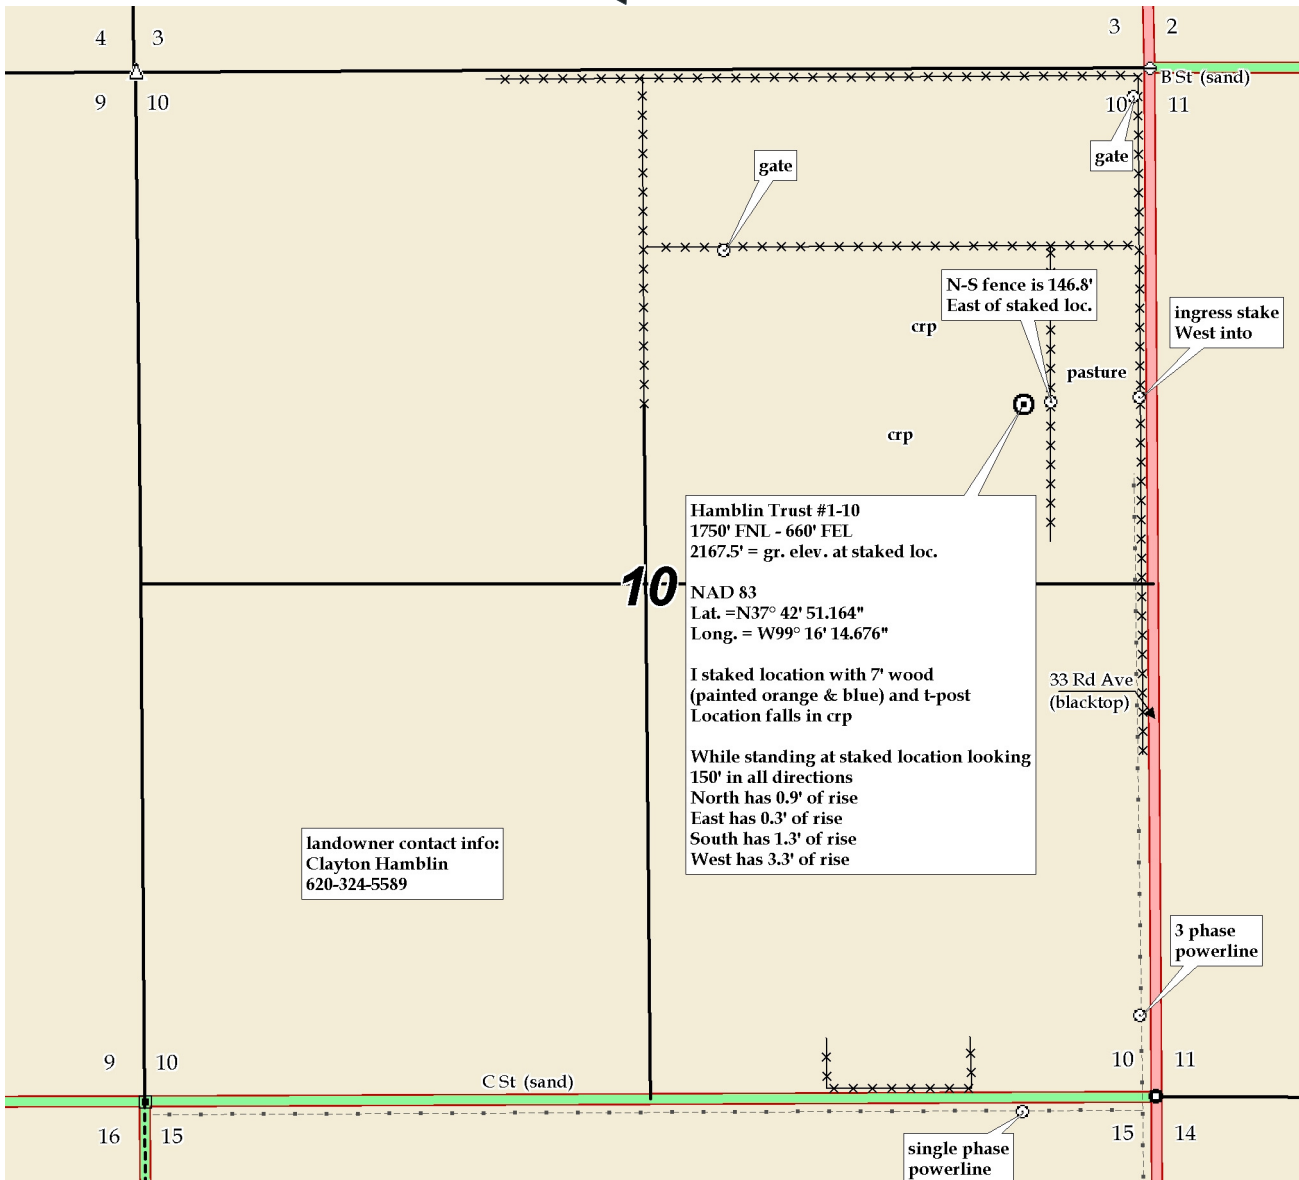 4 3
3 2
B St (sand)
9 10
10 11
gate
gate
N-S fence is 146.8'
East of staked loc.
ingress stake
West into
crp
pasture
crp
Hamblin Trust #1-10
1750' FNL - 660' FEL
2167.5' = gr. elev. at staked loc.
NAD 83
Lat. =N37° 42' 51.164"
Long. = W99° 16' 14.676"
I staked location with 7' wood
(painted orange & blue) and t-post
Location falls in crp
While standing at staked location looking
150' in all directions
North has 0.9' of rise
East has 0.3' of rise
South has 1.3' of rise
West has 3.3' of rise
10
33 Rd Ave
(blacktop)
landowner contact info:
Clayton Hamblin
620-324-5589
3 phase
powerline
9 10
10 11
C St (sand)
16 15
15 14
single phase
powerline